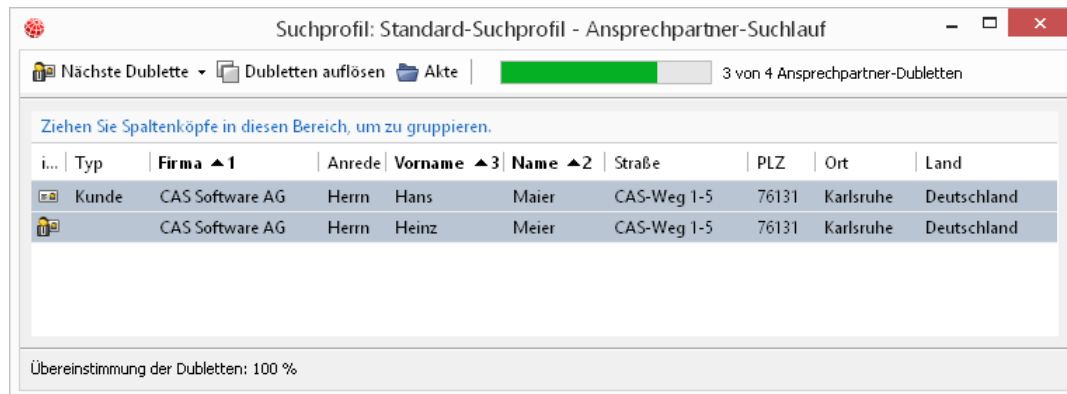 Suchprofil: Standard-Suchprofil - Ansprechpartner-Suchlauf
Nächste Dublette Dubletten auflösen Akte 3 von 4 Ansprechpartner-Dubletten
Ziehen Sie Spaltenköpfe in diesen Bereich, um zu gruppieren.
i... Typ Firma ▲1 Anrede Vorname ▲3 Name ▲2 Straße PLZ Ort Land
Kunde CAS Software AG Herrn Hans Maier CAS-Weg 1-5 76131 Karlsruhe Deutschland
CAS Software AG Herrn Heinz Meier CAS-Weg 1-5 76131 Karlsruhe Deutschland
Übereinstimmung der Dubletten: 100 %